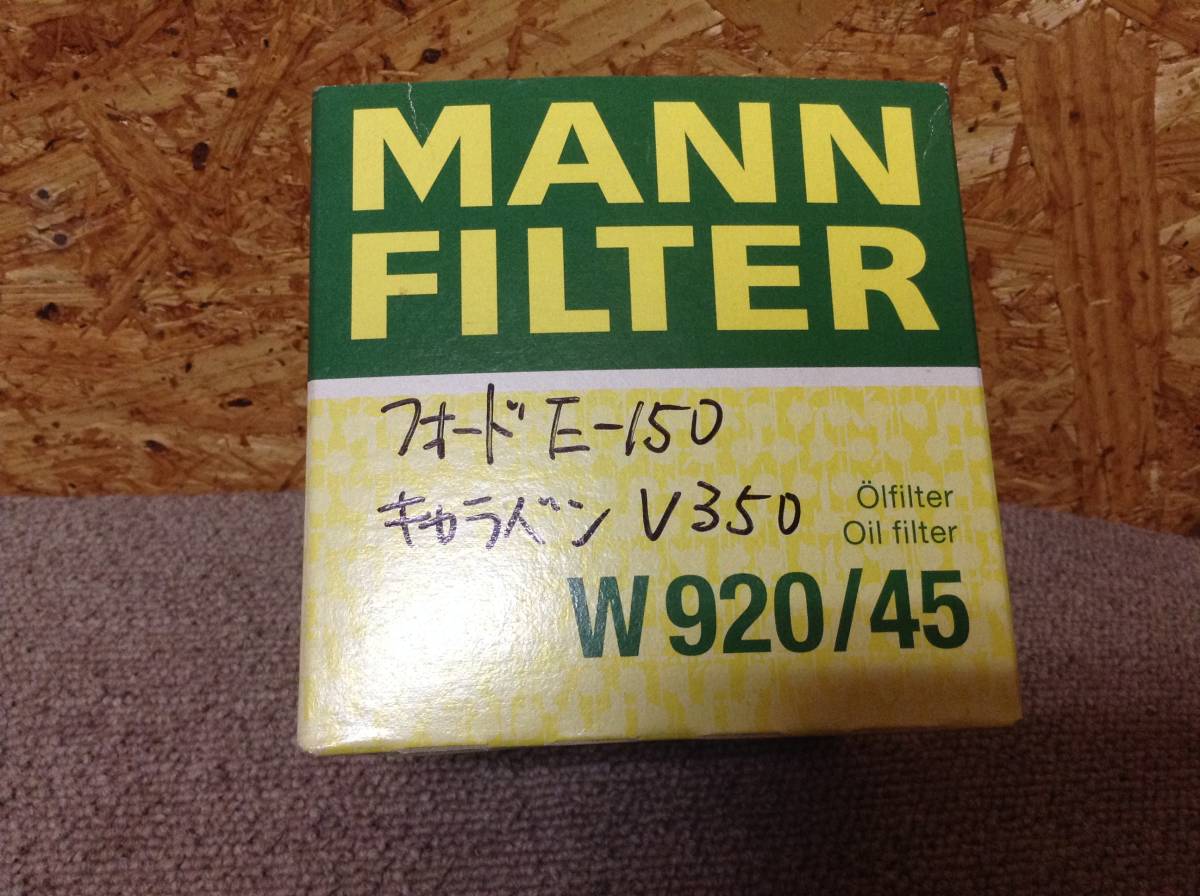 MANN
FILTER
フォード E-150
キャラバン V350
Ölfilter
Oil filter
W 920/45